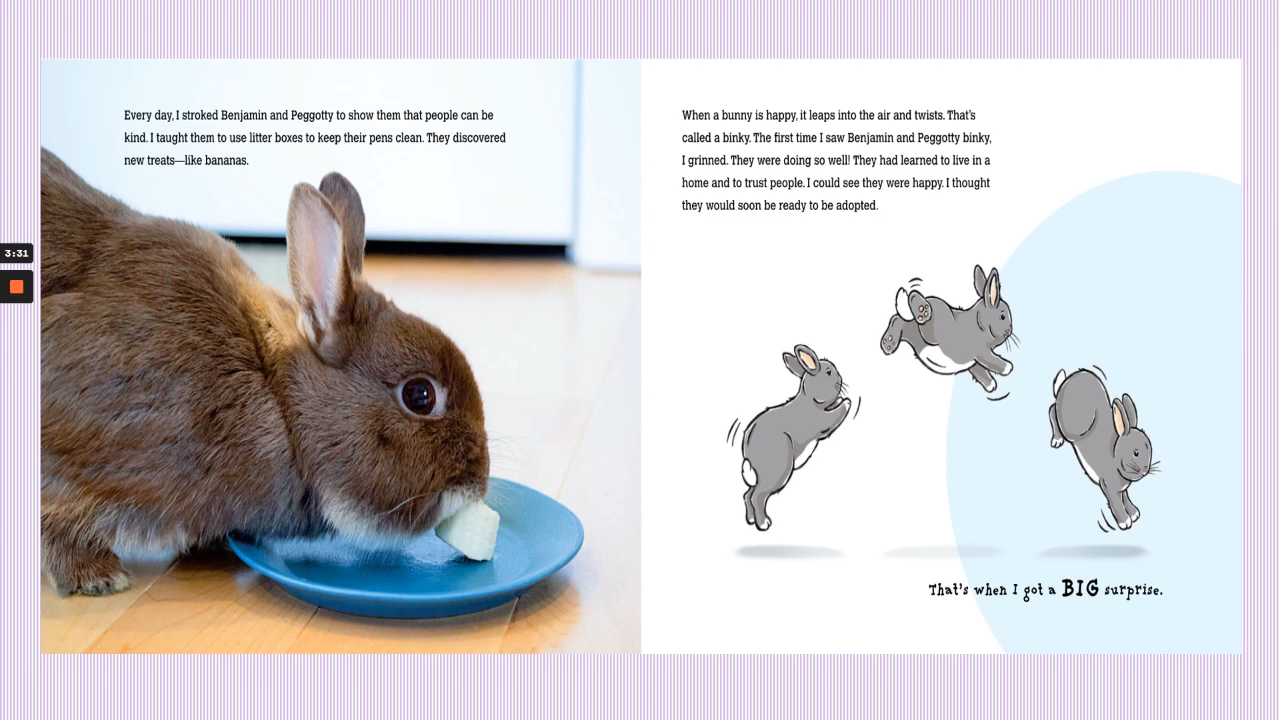 Every day, I stroked Benjamin and Peggotty to show them that people can be
kind. I taught them to use litter boxes to keep their pens clean. They discovered
new treats—like bananas.
When a bunny is happy, it leaps into the air and twists. That's
called a binky. The first time I saw Benjamin and Peggotty binky,
I grinned. They were doing so well! They had learned to live in a
home and to trust people. I could see they were happy. I thought
they would soon be ready to be adopted.
That's when I got a BIG surprise.
3:31